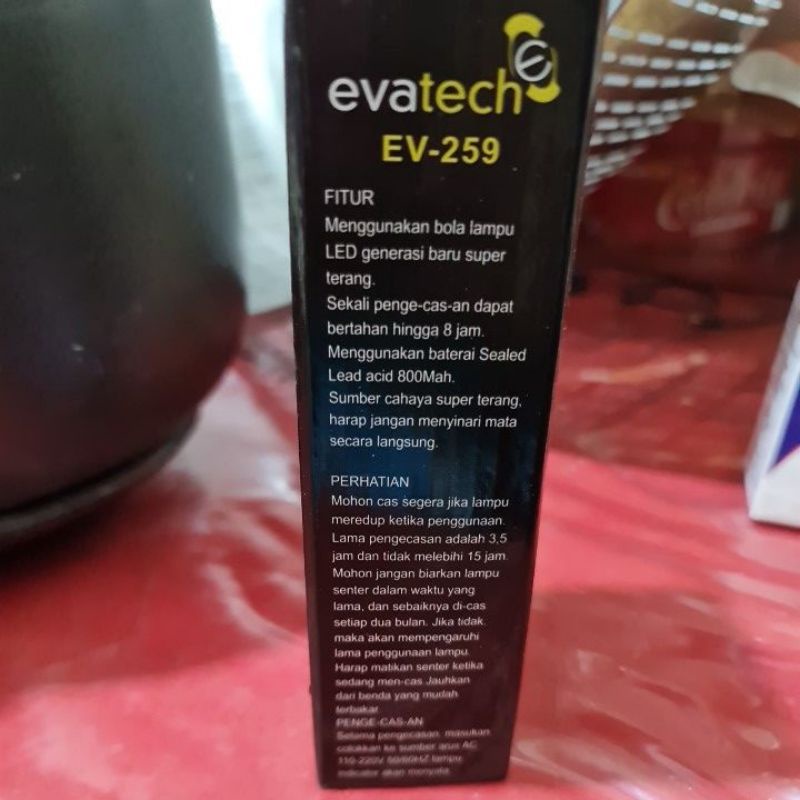 evatech
EV-259
FITUR
Menggunakan bola lampu
LED generasi baru super
terang.
Sekali penge-cas-an dapat
bertahan hingga 8 jam.
Menggunakan baterai Sealed
Lead acid 800Mah.
Sumber cahaya super terang,
harap jangan menyinari mata
secara langsung.
PERHATIAN
Mohon cas segera jika lampu
meredup ketika penggunaan.
Lama pengecasan adalah 3,5
jam dan tidak melebihi 15 jam.
Mohon jangan biarkan lampu
senter dalam waktu yang
lama, dan sebaiknya di-cas
setiap dua bulan. Jika tidak,
maka akan mempengaruhi
lama penggunaan lampu.
Harap matikan senter ketika
sedang men-cas Jauhkan
dari benda yang mudah
terbakar.
PENGE-CAS-AN
Selama pengecasan, masukan
colokkan ke sumber arus AC
110-220V 50/60HZ lampu
indicator akan menyala.